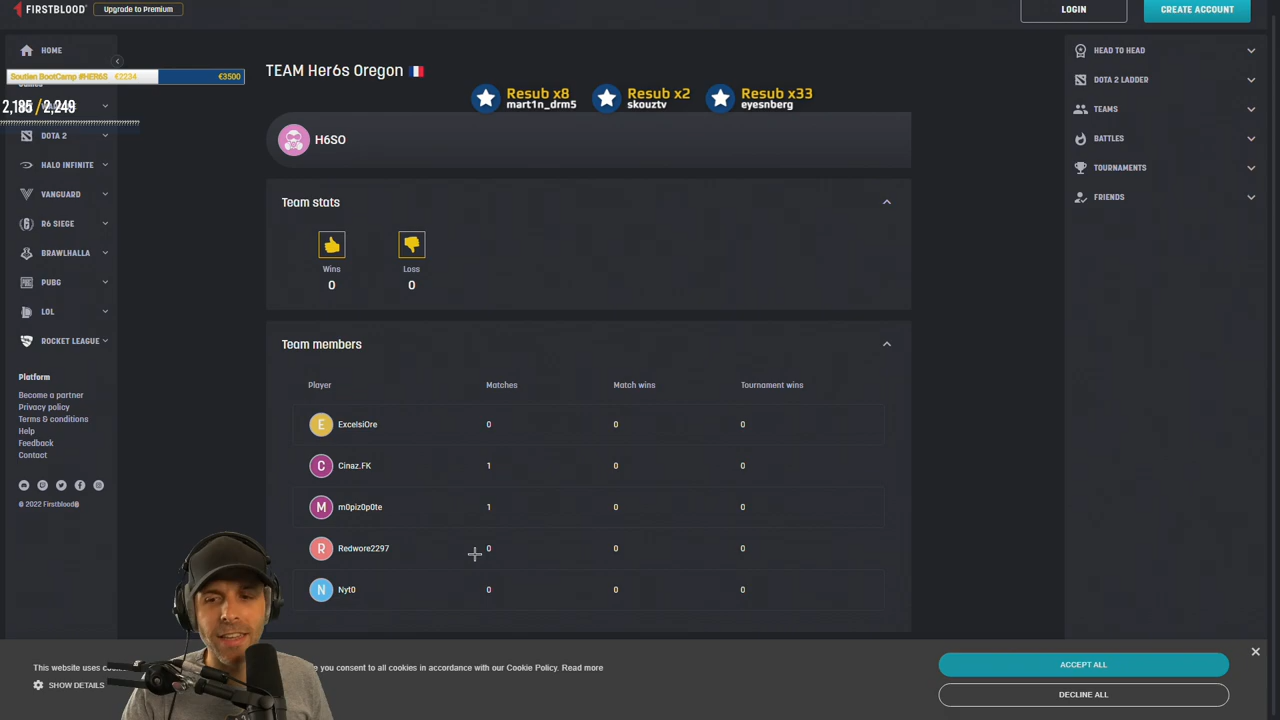 FIRSTBLOOD
Upgrade to Premium
LOGIN
CREATE ACCOUNT
HOME
Soutien BootCamp #HER6S €2234 €3500
2,185 / 2,249
DOTA 2
HALO INFINITE
VANGUARD
R6 SIEGE
BRAWLHALLA
PUBG
LOL
ROCKET LEAGUE
Platform
Become a partner
Privacy policy
Terms & conditions
Help
Feedback
Contact
© 2022 Firstblood®
TEAM Her6s Oregon
Resub x8
mart1n_drm5
Resub x2
skouztv
Resub x33
eyesnberg
H6SO
Team stats
Wins Loss
0 0
Team members
Player Matches Match wins Tournament wins
E ExcelsiOre 0 0 0
C Cinaz.FK 1 0 0
M m0piz0p0te 1 0 0
R Redwore2297 0 0 0
N Nyt0 0 0 0
HEAD TO HEAD
DOTA 2 LADDER
TEAMS
BATTLES
TOURNAMENTS
FRIENDS
This website uses you consent to all cookies in accordance with our Cookie Policy. Read more
SHOW DETAILS
ACCEPT ALL
DECLINE ALL